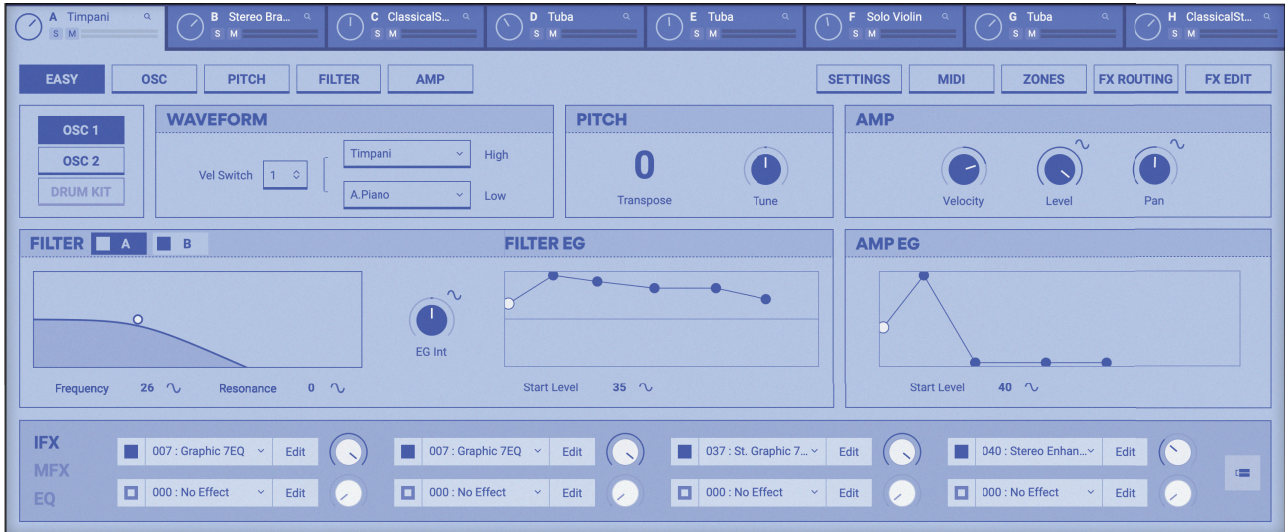 A Timpani
S M
B Stereo Bra...
S M
C ClassicalS...
S M
D Tuba
S M
E Tuba
S M
F Solo Violin
S M
G Tuba
S M
H ClassicalSt...
S M
EASY OSC PITCH FILTER AMP SETTINGS MIDI ZONES FX ROUTING FX EDIT
OSC 1
OSC 2
DRUM KIT
WAVEFORM
Vel Switch 1
Timpani High
A.Piano Low
PITCH
0
Transpose Tune
AMP
Velocity Level Pan
FILTER A B
EG Int
Frequency 26 Resonance 0
FILTER EG
Start Level 35
AMP EG
Start Level 40
IFX
MFX
EQ
007 : Graphic 7EQ Edit 007 : Graphic 7EQ Edit 037 : St. Graphic 7... Edit 040 : Stereo Enhan... Edit
000 : No Effect Edit 000 : No Effect Edit 000 : No Effect Edit 000 : No Effect Edit